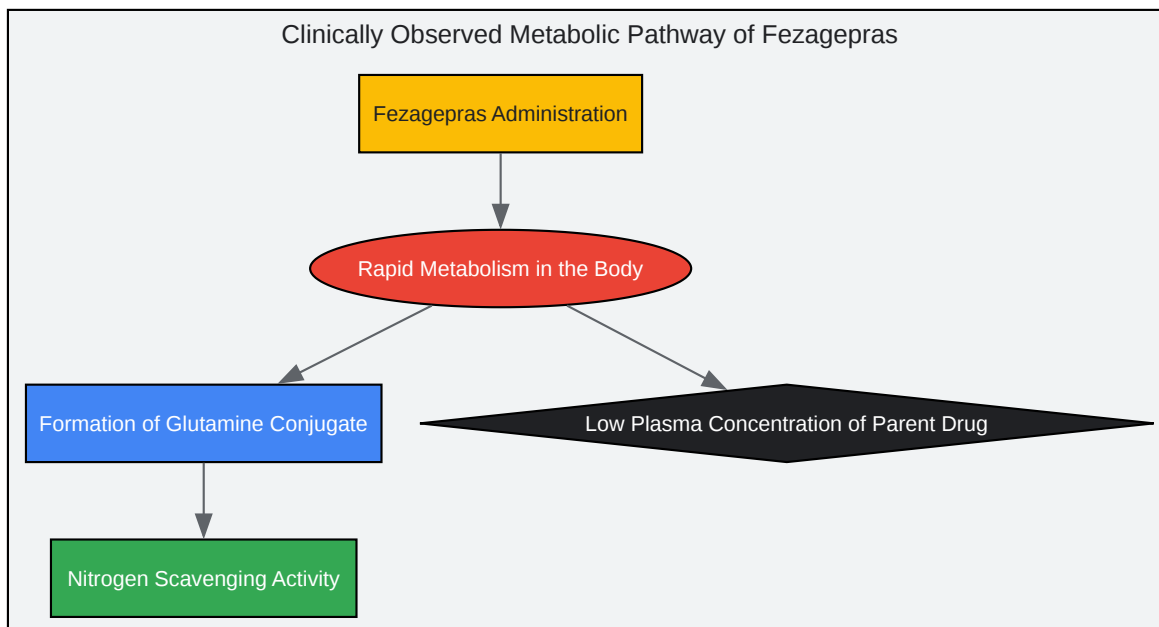 Clinically Observed Metabolic Pathway of Fezagepras
Fezagepras Administration
Rapid Metabolism in the Body
Formation of Glutamine Conjugate
Low Plasma Concentration of Parent Drug
Nitrogen Scavenging Activity